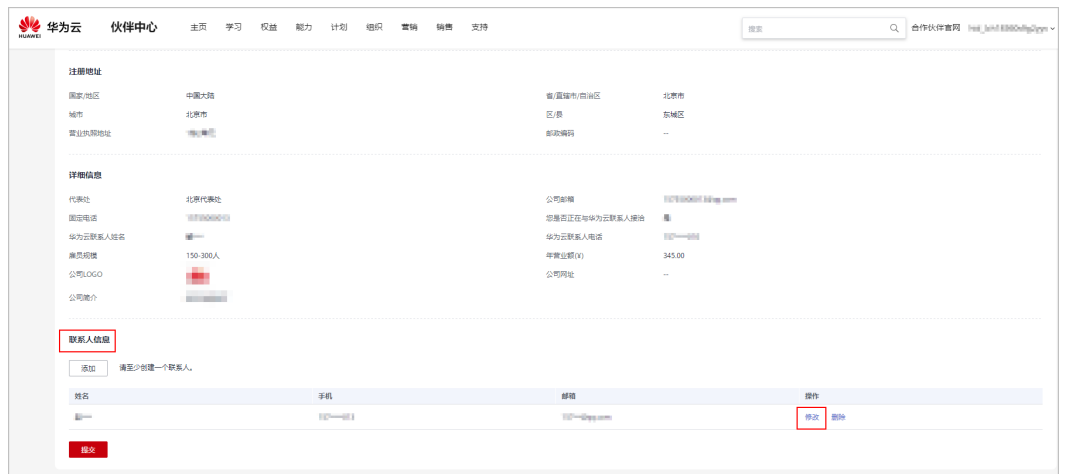 HUAWEI 华为云 伙伴中心 主页 学习 权益 能力 计划 组织 营销 销售 支持 搜索 合作伙伴官网
注册地址
国家/地区 中国大陆 省/直辖市/自治区 北京市
城市 北京市 区/县 东城区
营业执照地址 邮政编码 --
详细信息
代表处 北京代表处 公司邮箱
固定电话 您是否正在与华为云联系人接洽 是
华为云联系人姓名 华为云联系人电话
雇员规模 150-300人 年营业额(¥) 345.00
公司LOGO 公司网址 --
公司简介
联系人信息
添加 请至少创建一个联系人。
姓名 手机 邮箱 操作
修改 删除
提交